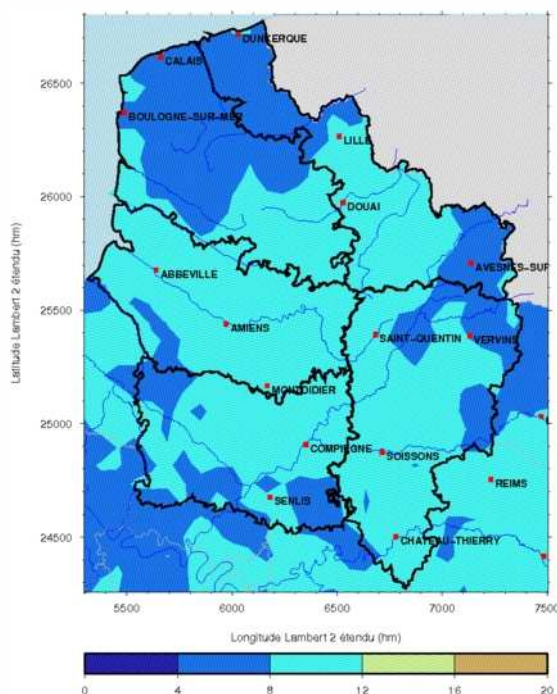 DUNKERQUE
CALAIS
26500
BOULOGNE-SUR-MER
LILLE
26000
DOUAI
ABBEVILLE
AVESNES-SUR
25500
AMIENS
SAINT-QUENTIN
VERVINS
MONTDIDIER
25000
COMPIEGNE
SOISSONS
REIMS
SENLIS
24500
CHATEAU-THIERRY
Latitude Lambert 2 étendu (hm)
5500 6000 6500 7000 7500
Longitude Lambert 2 étendu (hm)
0 4 8 12 16 20